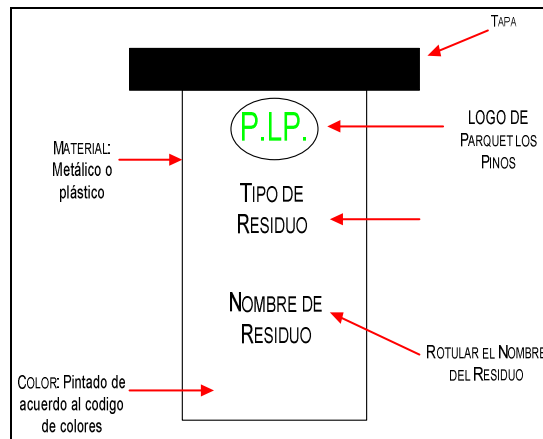 TAPA
P.LP.
LOGO DE
PARQUET LOS
PINOS
MATERIAL:
Metálico o
plástico
TIPO DE
RESIDUO
NOMBRE DE
RESIDUO
ROTULAR EL NOMBRE
DEL RESIDUO
COLOR: Pintado de
acuerdo al codigo
de colores